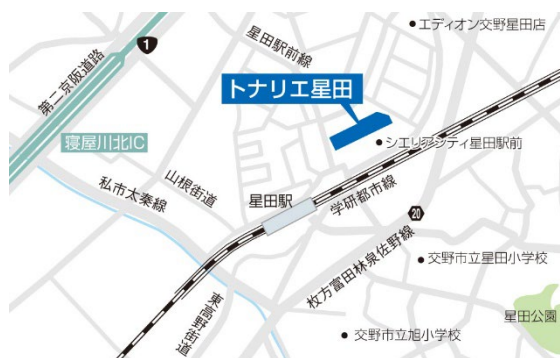 エディオン交野星田店
1
星田駅前線
第二京阪道路
トナリエ星田
シエリアシティ星田駅前
寝屋川北IC
山根街道
私市太秦線
星田駅
学研都市線
20
枚方富田林泉佐野線
交野市立星田小学校
東高野街道
星田公園
交野市立旭小学校